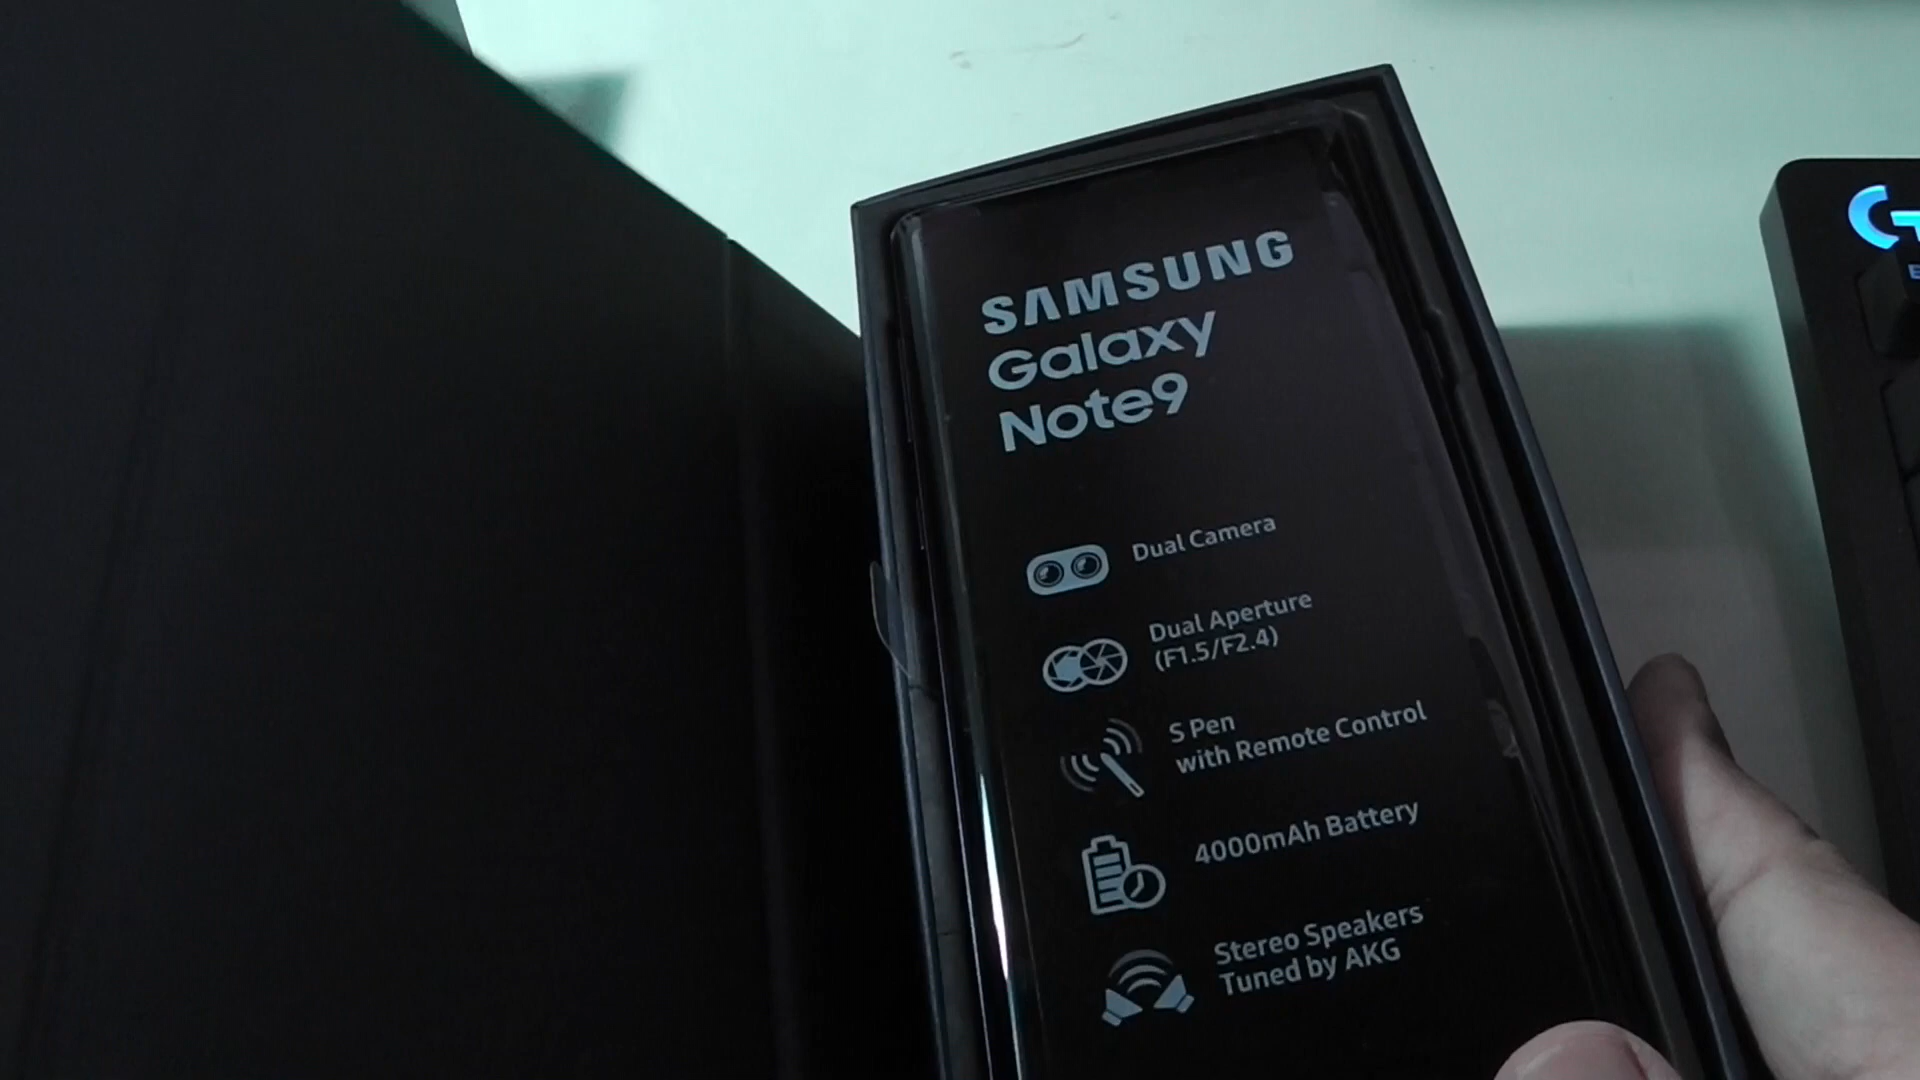 SAMSUNG
Galaxy
Note9
Dual Camera
Dual Aperture
(F1.5/F2.4)
S Pen
with Remote Control
4000mAh Battery
Stereo Speakers
Tuned by AKG